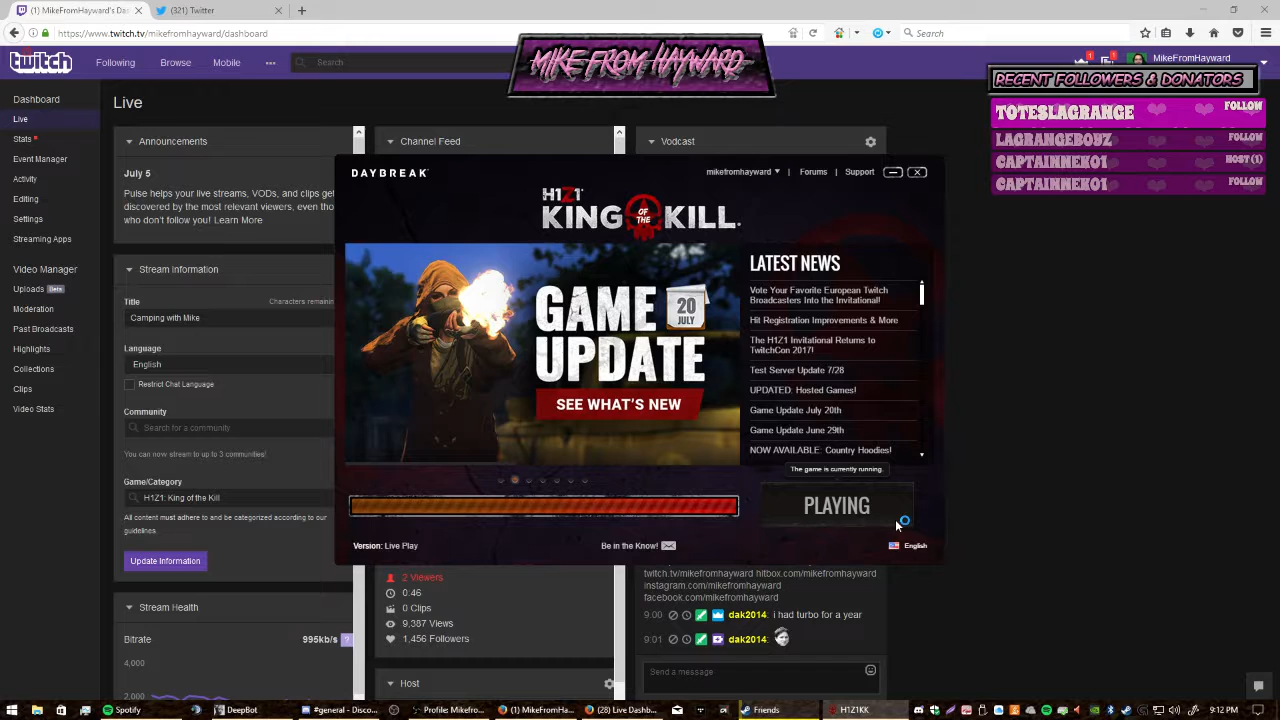 (1) MikeFromHayward's Dashb
(321) Twitter
https://www.twitch.tv/mikefromhayward/dashboard
Search
twitch
Following
Browse
Mobile
Search
MIKE FROM HAYWARD
MikeFromHayward
RECENT FOLLOWERS & DONATORS
TOTESLAGRANGE FOLLOW
LAGRANGEBOBZ FOLLOW
CAPTAINNEKO1 HOST(1)
CAPTAINNEKO1 FOLLOW
Dashboard
Live
Stats
Event Manager
Activity
Editing
Settings
Streaming Apps
Video Manager
Uploads Beta
Moderation
Past Broadcasts
Highlights
Collections
Clips
Video Stats
Live
Announcements
July 5
Pulse helps your live streams, VODs, and clips get
discovered by the most relevant viewers, even tho
who don't follow you! Learn More
Stream Information
Title
Characters remainin
Camping with Mike
Language
English
Restrict Chat Language
Community
Search for a community
You can now stream to up to 3 communities!
Game/Category
H1Z1: King of the Kill
All content must adhere to and be categorized according to our
guidelines.
Update Information
Stream Health
Bitrate
995kb/s
?
4,000
2,000
Channel Feed
Vodcast
DAYBREAK
mikefromhayward
Forums
Support
H1Z1
KING OF THE KILL
GAME UPDATE
20 JULY
SEE WHAT'S NEW
LATEST NEWS
Vote Your Favorite European Twitch
Broadcasters Into the Invitational!
Hit Registration Improvements & More
The H1Z1 Invitational Returns to
TwitchCon 2017!
Test Server Update 7/28
UPDATED: Hosted Games!
Game Update July 20th
Game Update June 29th
NOW AVAILABLE: Country Hoodies!
The game is currently running.
PLAYING
Version: Live Play
Be in the Know!
English
2 Viewers
0:46
0 Clips
9,387 Views
1,456 Followers
Host
twitch.tv/mikefromhayward hitbox.com/mikefromhayward
instagram.com/mikefromhayward
facebook.com/mikefromhayward
9:00 dak2014: i had turbo for a year
9:01 dak2014:
Send a message
Spotify
DeepBot
#general - Disco...
Profile: Mikefro...
(1) MikeFromHa...
(28) Live Dashbo...
Friends
H1Z1KK
9:12 PM